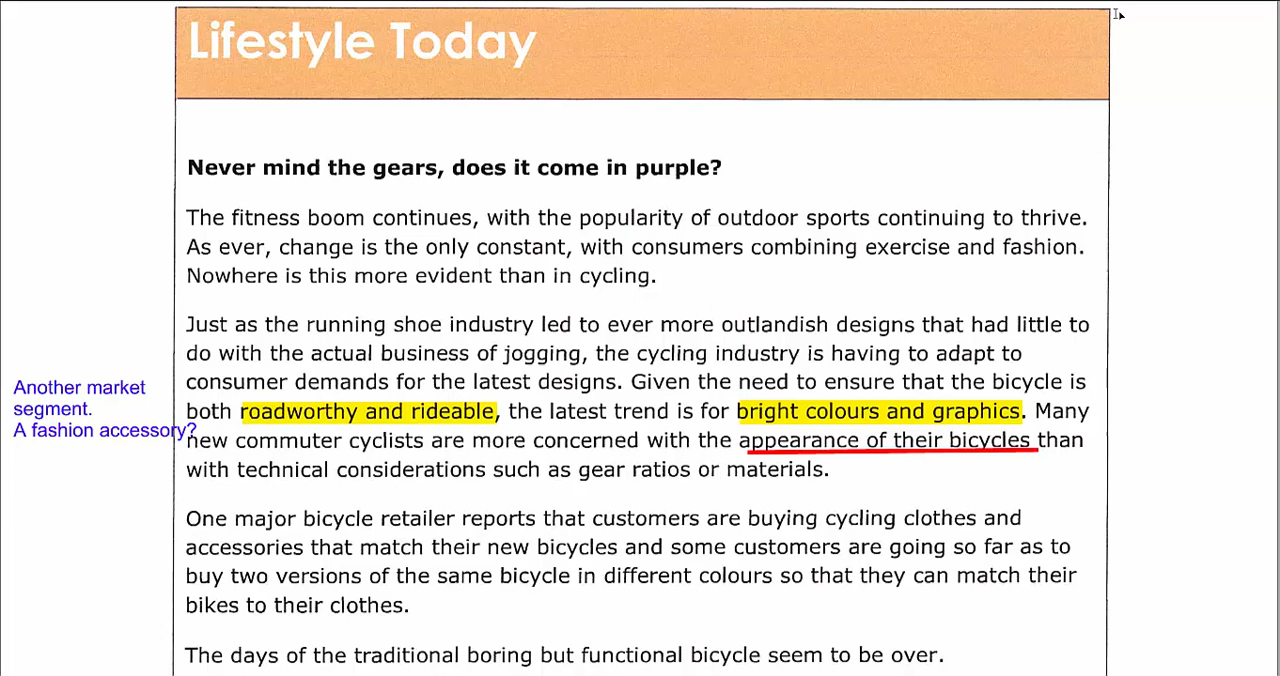 Lifestyle Today
Never mind the gears, does it come in purple?
The fitness boom continues, with the popularity of outdoor sports continuing to thrive.
As ever, change is the only constant, with consumers combining exercise and fashion.
Nowhere is this more evident than in cycling.
Just as the running shoe industry led to ever more outlandish designs that had little to
do with the actual business of jogging, the cycling industry is having to adapt to
consumer demands for the latest designs. Given the need to ensure that the bicycle is
both roadworthy and rideable, the latest trend is for bright colours and graphics. Many
new commuter cyclists are more concerned with the appearance of their bicycles than
with technical considerations such as gear ratios or materials.
Another market
segment.
A fashion accessory?
One major bicycle retailer reports that customers are buying cycling clothes and
accessories that match their new bicycles and some customers are going so far as to
buy two versions of the same bicycle in different colours so that they can match their
bikes to their clothes.
The days of the traditional boring but functional bicycle seem to be over.